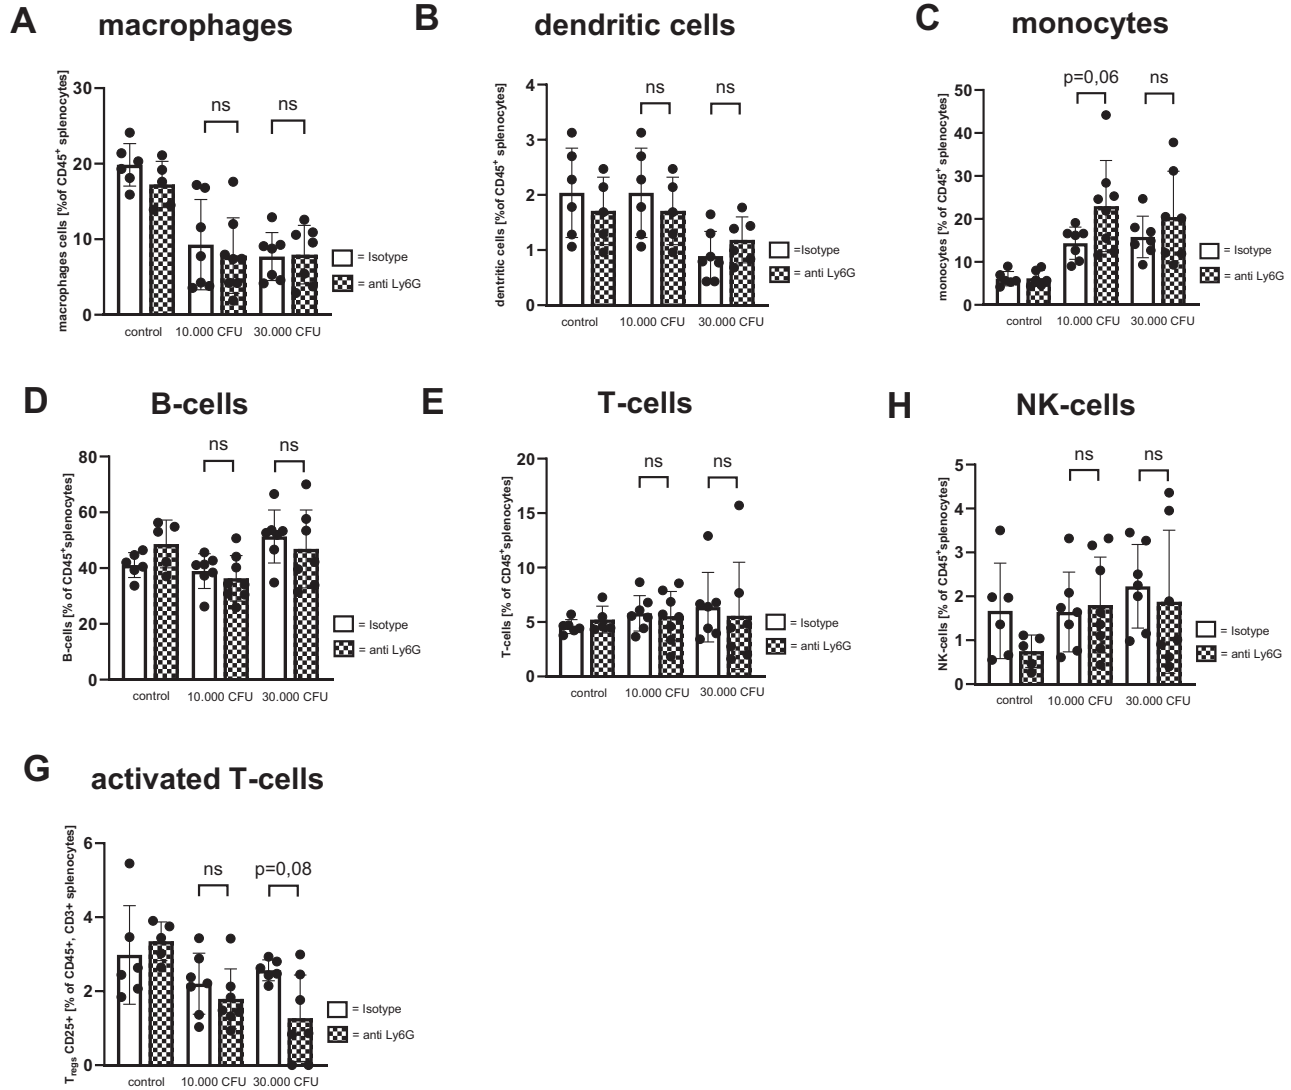 A macrophages
macrophages cells [%of CD45+ splenocytes]
30
20
10
0
ns
ns
control 10.000 CFU 30.000 CFU
= Isotype
= anti Ly6G
B dendritic cells
dendritic cells [%of CD45+ splenocytes]
4
3
2
1
0
ns
ns
control 10.000 CFU 30.000 CFU
=Isotype
= anti Ly6G
C monocytes
monocytes [% of CD45+ splenocytes]
50
40
30
20
10
0
p=0,06
ns
control 10.000 CFU 30.000 CFU
=Isotype
= anti Ly6G
D B-cells
B-cells [% of CD45+splenocytes]
80
60
40
20
0
ns
ns
control 10.000 CFU 30.000 CFU
= Isotype
= anti Ly6G
E T-cells
T-cells [% of CD45+splenocytes]
20
15
10
5
0
ns
ns
control 10.000 CFU 30.000 CFU
= Isotype
= anti Ly6G
H NK-cells
NK-cells [% of CD45+splenocytes]
5
4
3
2
1
0
ns
ns
control 10.000 CFU 30.000 CFU
= Isotype
= anti Ly6G
G activated T-cells
Tregs CD25+ [% of CD45+, CD3+ splenocytes]
6
4
2
0
ns
p=0,08
control 10.000 CFU 30.000 CFU
= Isotype
= anti Ly6G